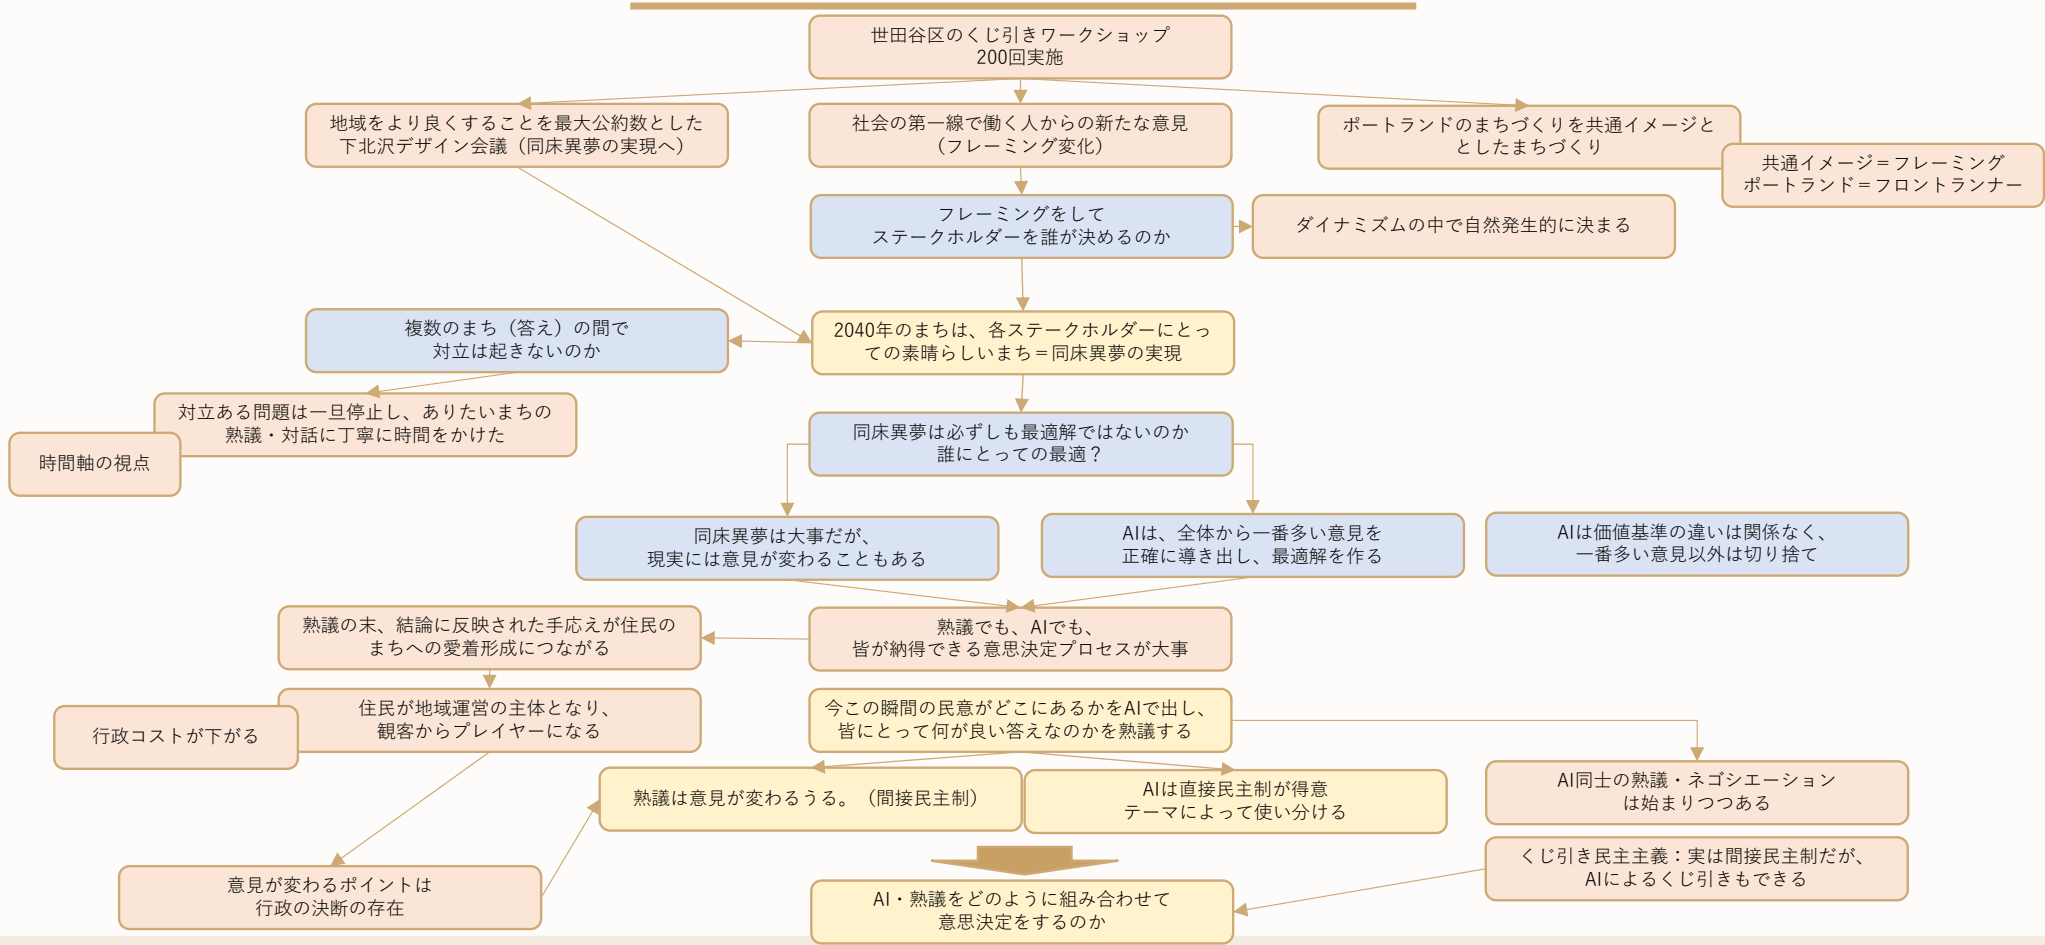 世田谷区のくじ引きワークショップ
200回実施
地域をより良くすることを最大公約数とした
下北沢デザイン会議（同床異夢の実現へ）
社会の第一線で働く人からの新たな意見
（フレーミング変化）
ポートランドのまちづくりを共通イメージと
としたまちづくり
共通イメージ＝フレーミング
ポートランド＝フロントランナー
フレーミングをして
ステークホルダーを誰が決めるのか
ダイナミズムの中で自然発生的に決まる
複数のまち（答え）の間で
対立は起きないのか
2040年のまちは、各ステークホルダーにとっ
ての素晴らしいまち＝同床異夢の実現
対立ある問題は一旦停止し、ありたいまちの
熟議・対話に丁寧に時間をかけた
時間軸の視点
同床異夢は必ずしも最適解ではないのか
誰にとっての最適？
同床異夢は大事だが、
現実には意見が変わることもある
AIは、全体から一番多い意見を
正確に導き出し、最適解を作る
AIは価値基準の違いは関係なく、
一番多い意見以外は切り捨て
熟議の末、結論に反映された手応えが住民の
まちへの愛着形成につながる
熟議でも、AIでも、
皆が納得できる意思決定プロセスが大事
住民が地域運営の主体となり、
観客からプレイヤーになる
行政コストが下がる
今この瞬間の民意がどこにあるかをAIで出し、
皆にとって何が良い答えなのかを熟議する
熟議は意見が変わるうる。（間接民主制）
AIは直接民主制が得意
テーマによって使い分ける
AI同士の熟議・ネゴシエーション
は始まりつつある
意見が変わるポイントは
行政の決断の存在
くじ引き民主主義：実は間接民主制だが、
AIによるくじ引きもできる
AI・熟議をどのように組み合わせて
意思決定をするのか